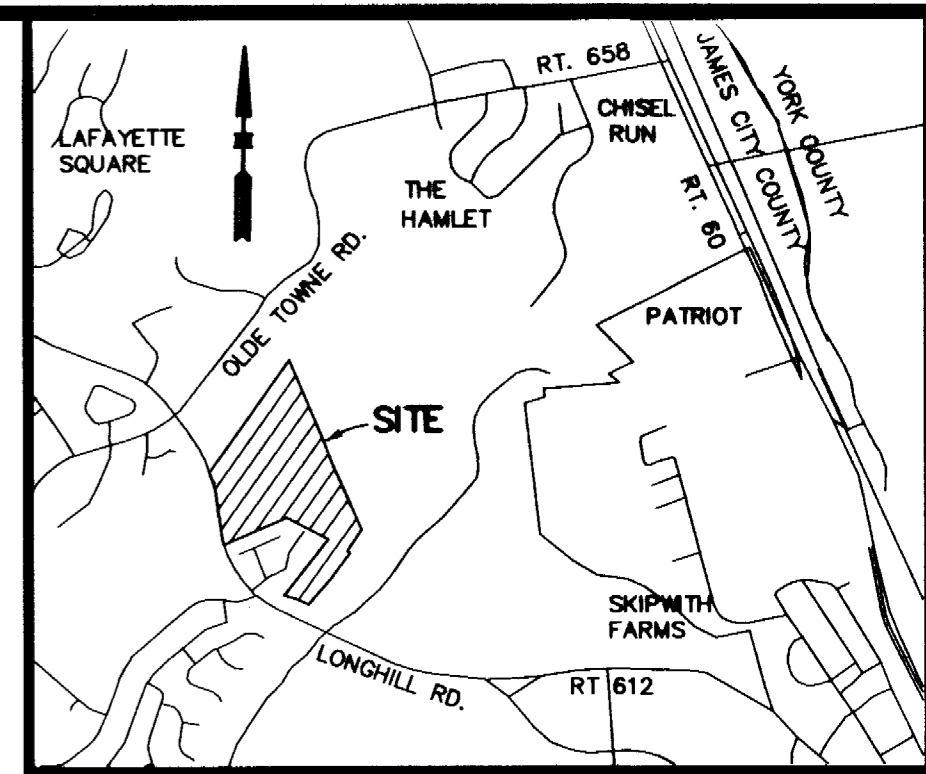 RT. 658
JAMES CITY COUNTY
YORK COUNTY
LAFAYETTE
SQUARE
CHISEL
RUN
THE
HAMLET
RT. 60
OLDE TOWNE RD.
PATRIOT
SITE
SKIPWITH
FARMS
LONGHILL RD.
RT 612